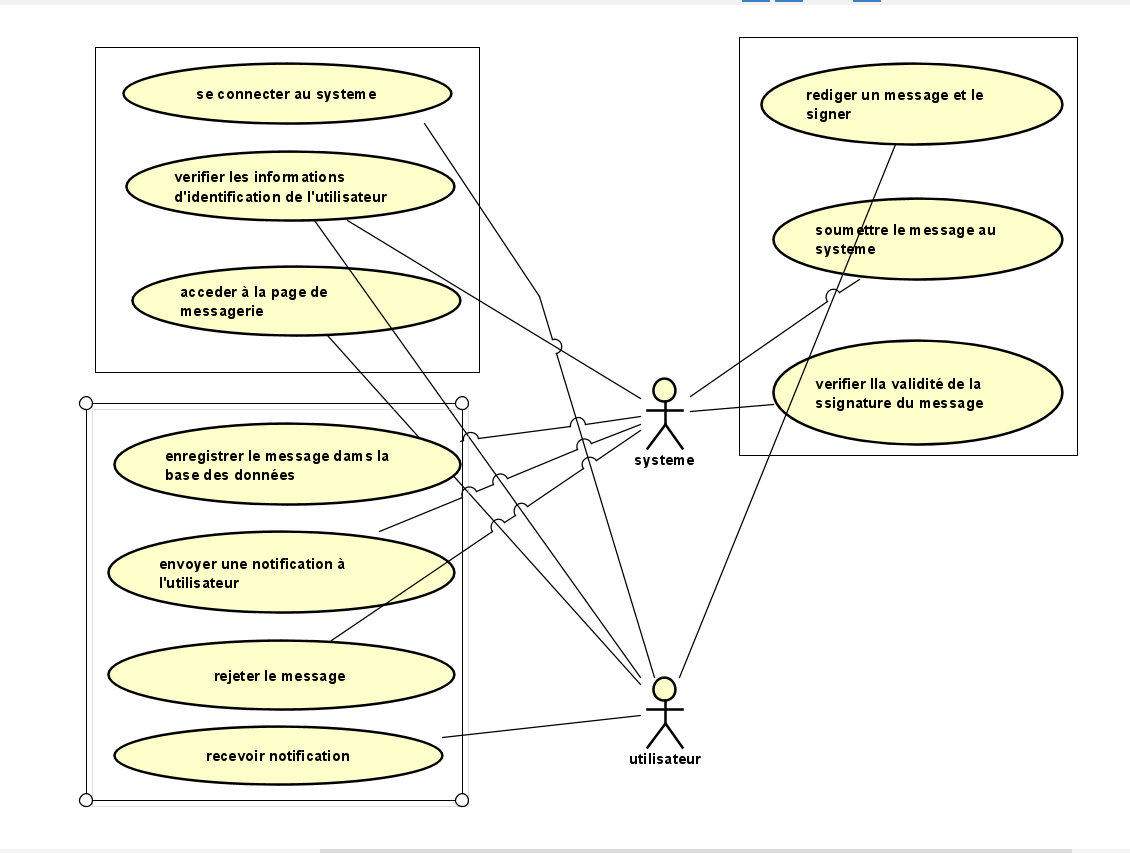 se connecter au systeme
verifier les informations
d'identification de l'utilisateur
acceder à la page de
messagerie
rediger un message et le
signer
soumettre le message au
systeme
verifier lla validité de la
ssignature du message
systeme
enregistrer le message dams la
base des données
envoyer une notification à
l'utilisateur
rejeter le message
recevoir notification
utilisateur